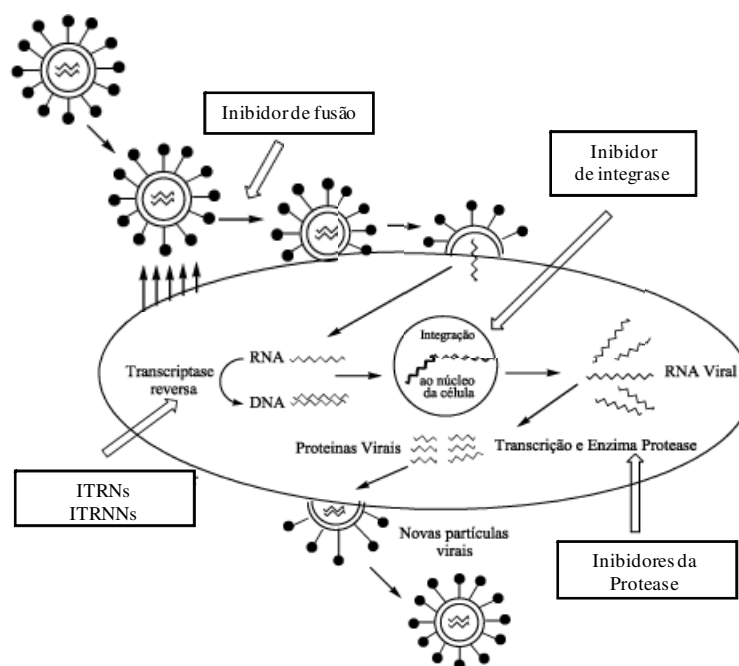 Inibidor de fusão
Inibidor
de integrase
Integração
ao núcleo
da célula
Transcriptase
reversa
RNA
DNA
RNA Viral
Proteinas Virais
Transcrição e Enzima Protease
ITRNs
ITRNNs
Novas partículas
virais
Inibidores da
Protease